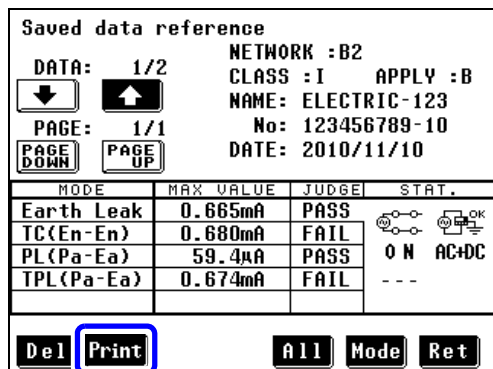 Saved data reference
NETWORK :B2
DATA: 1/2
CLASS :I APPLY :B
NAME: ELECTRIC-123
PAGE: 1/1
No: 123456789-10
PAGE DOWN PAGE UP
DATE: 2010/11/10
MODE MAX VALUE JUDGE STAT.
Earth Leak 0.665mA PASS
OK
TC(En-En) 0.680mA FAIL
PL(Pa-Ea) 59.4μA PASS
ON AC+DC
TPL(Pa-Ea) 0.674mA FAIL ---
Del Print All Mode Ret